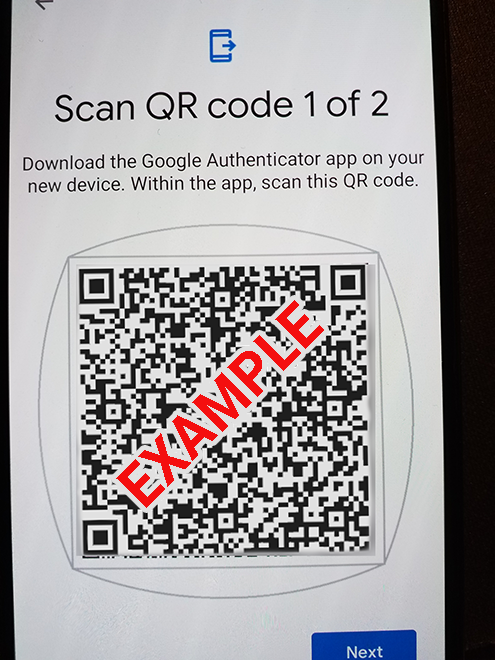 Scan QR code 1 of 2
Download the Google Authenticator app on your
new device. Within the app, scan this QR code.
EXAMPLE
Next